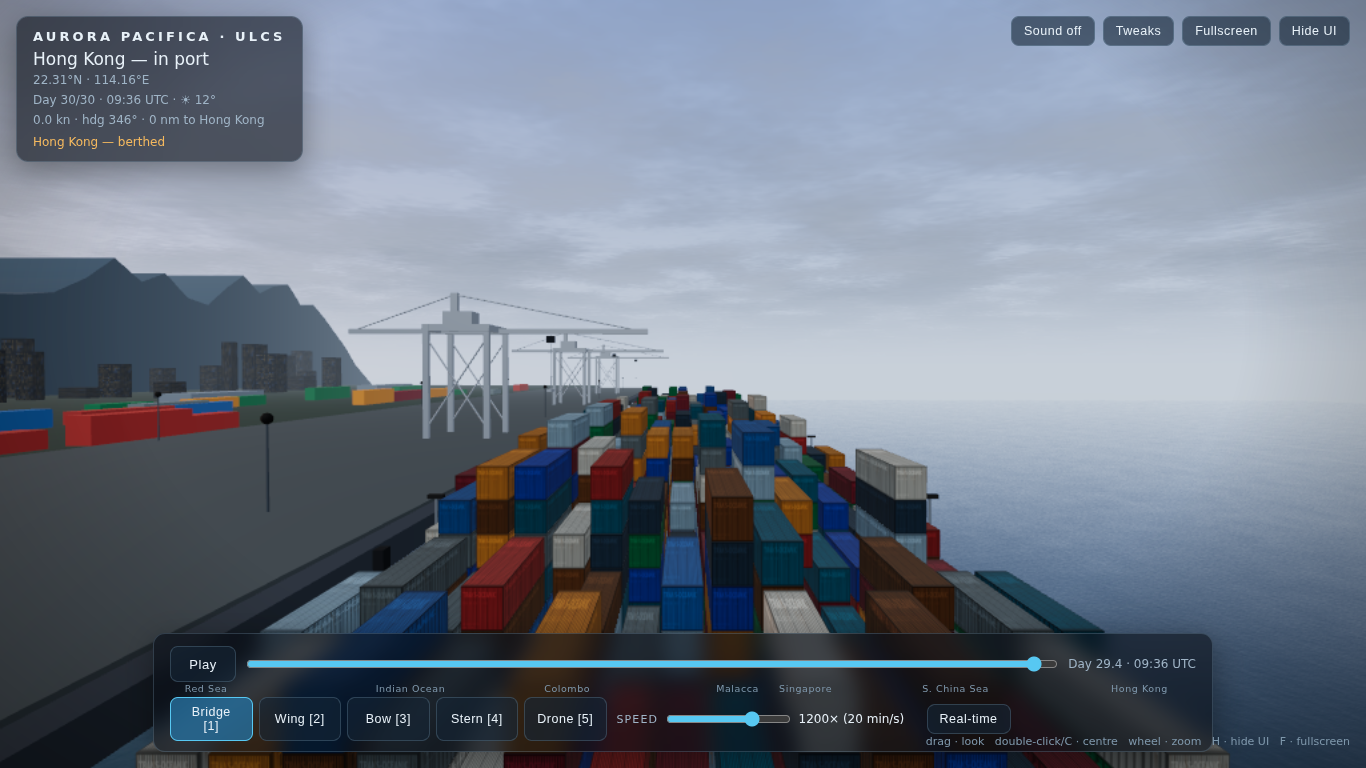 AURORA PACIFICA · ULCS
Hong Kong — in port
22.31°N · 114.16°E
Day 30/30 · 09:36 UTC · ☀ 12°
0.0 kn · hdg 346° · 0 nm to Hong Kong
Hong Kong — berthed
Sound off
Tweaks
Fullscreen
Hide UI
Play
Day 29.4 · 09:36 UTC
Red Sea
Indian Ocean
Colombo
Malacca
Singapore
S. China Sea
Hong Kong
Bridge
[1]
Wing [2]
Bow [3]
Stern [4]
Drone [5]
SPEED
1200× (20 min/s)
Real-time
drag · look double-click/C · centre wheel · zoom H · hide UI F · fullscreen